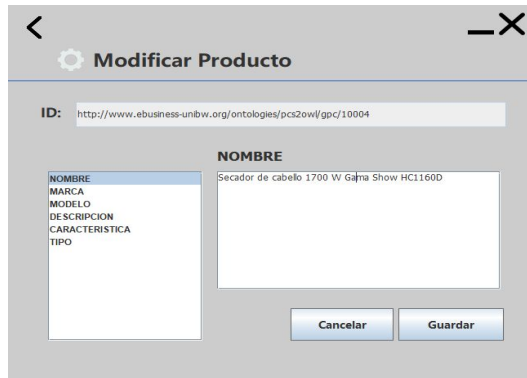 Modificar Producto
ID: http://www.ebusiness-unibw.org/ontologies/pcs2owl/gpc/10004
NOMBRE
NOMBRE
MARCA
MODELO
DESCRIPCION
CARACTERISTICA
TIPO
Secador de cabello 1700 W Gama Show HC1160D
Cancelar
Guardar